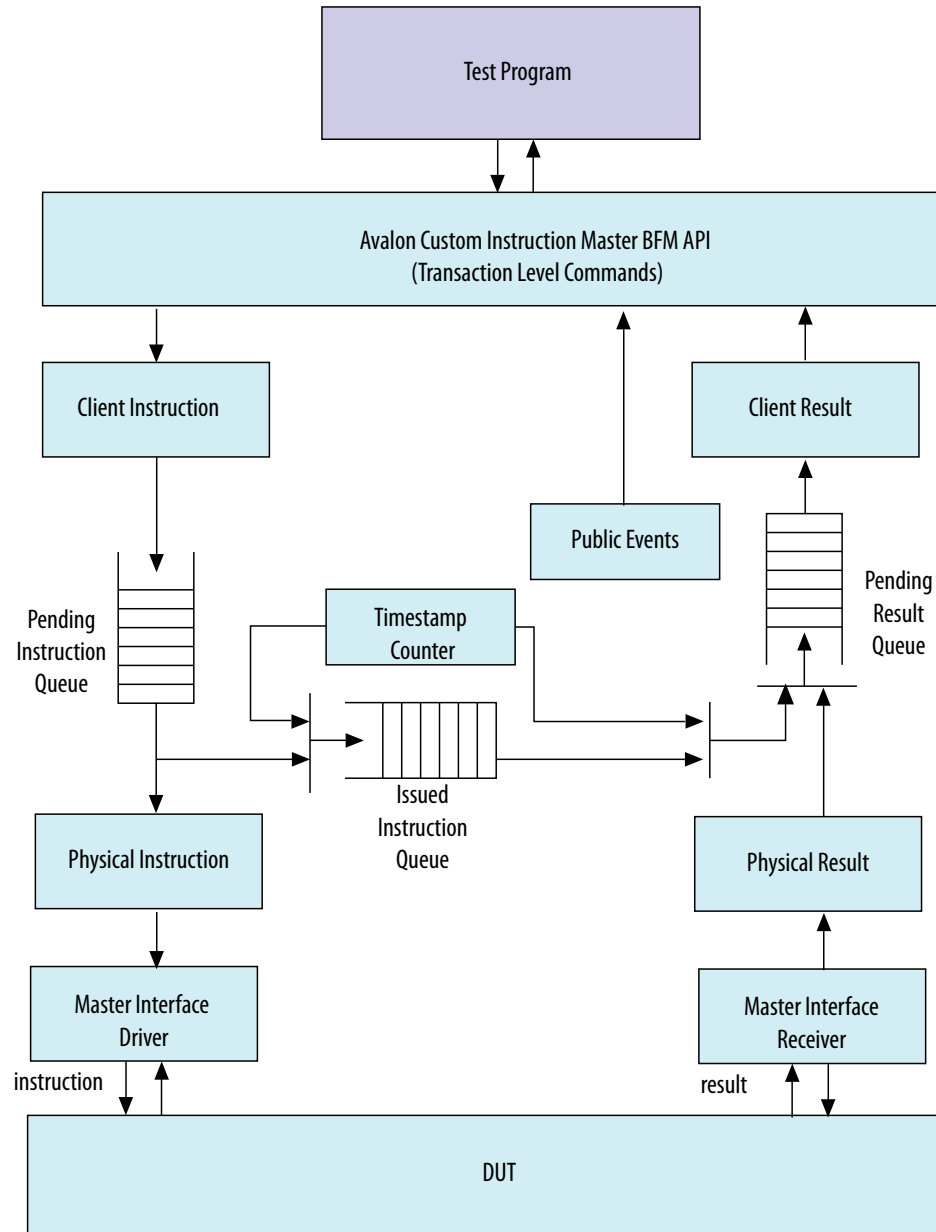 Test Program
Avalon Custom Instruction Master BFM API
(Transaction Level Commands)
Client Instruction
Client Result
Public Events
Pending
Instruction
Queue
Timestamp
Counter
Pending
Result
Queue
Issued
Instruction
Queue
Physical Instruction
Physical Result
Master Interface
Driver
Master Interface
Receiver
instruction
result
DUT